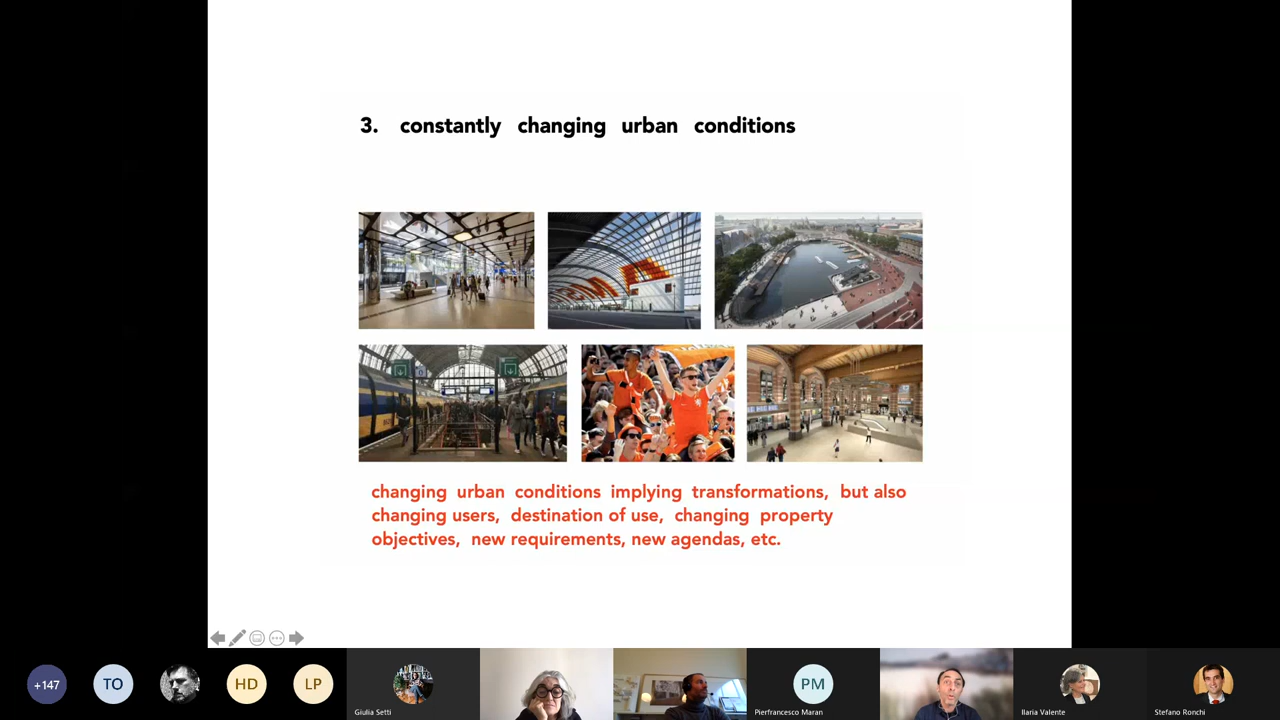 3. constantly changing urban conditions
changing urban conditions implying transformations, but also
changing users, destination of use, changing property
objectives, new requirements, new agendas, etc.
+147
TO
HD
LP
Giulia Setti
PM
Pierfrancesco Maran
Ilaria Valente
Stefano Ronchi